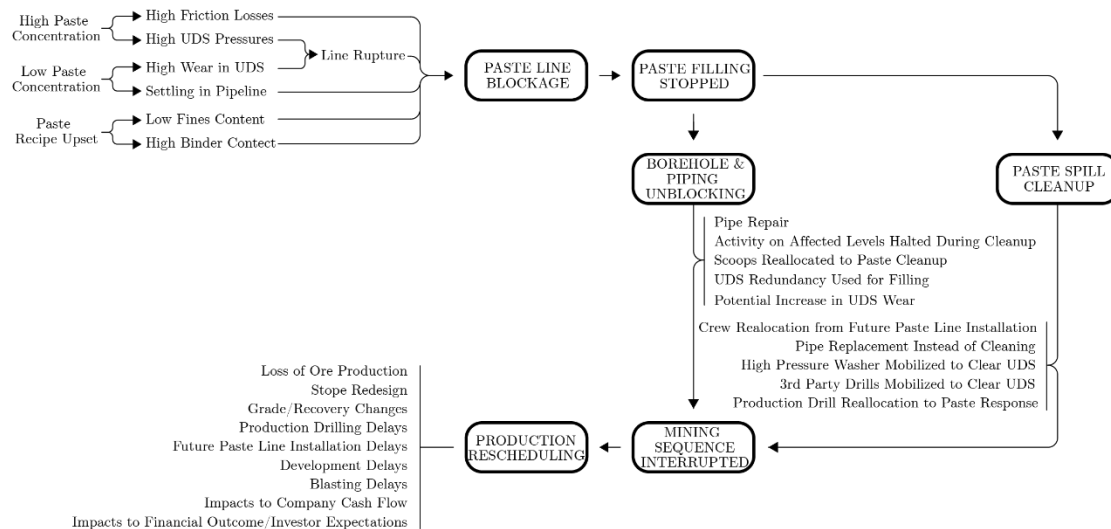 High Paste
Concentration
High Friction Losses
High UDS Pressures
Line Rupture
Low Paste
Concentration
High Wear in UDS
Settling in Pipeline
Paste
Recipe Upset
Low Fines Content
High Binder Contect
PASTE LINE
BLOCKAGE
PASTE FILLING
STOPPED
BOREHOLE &
PIPING
UNBLOCKING
PASTE SPILL
CLEANUP
Pipe Repair
Activity on Affected Levels Halted During Cleanup
Scoops Reallocated to Paste Cleanup
UDS Redundancy Used for Filling
Potential Increase in UDS Wear
Crew Realocation from Future Paste Line Installation
Pipe Replacement Instead of Cleaning
High Pressure Washer Mobilized to Clear UDS
3rd Party Drills Mobilized to Clear UDS
Production Drill Reallocation to Paste Response
MINING
SEQUENCE
INTERRUPTED
PRODUCTION
RESCHEDULING
Loss of Ore Production
Stope Redesign
Grade/Recovery Changes
Production Drilling Delays
Future Paste Line Installation Delays
Development Delays
Blasting Delays
Impacts to Company Cash Flow
Impacts to Financial Outcome/Investor Expectations